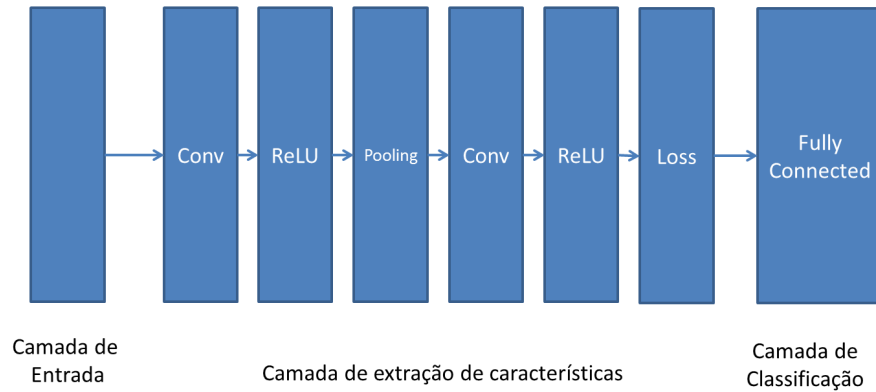 Conv
ReLU
Pooling
Conv
ReLU
Loss
Fully
Connected
Camada de
Entrada
Camada de extração de características
Camada de
Classificação